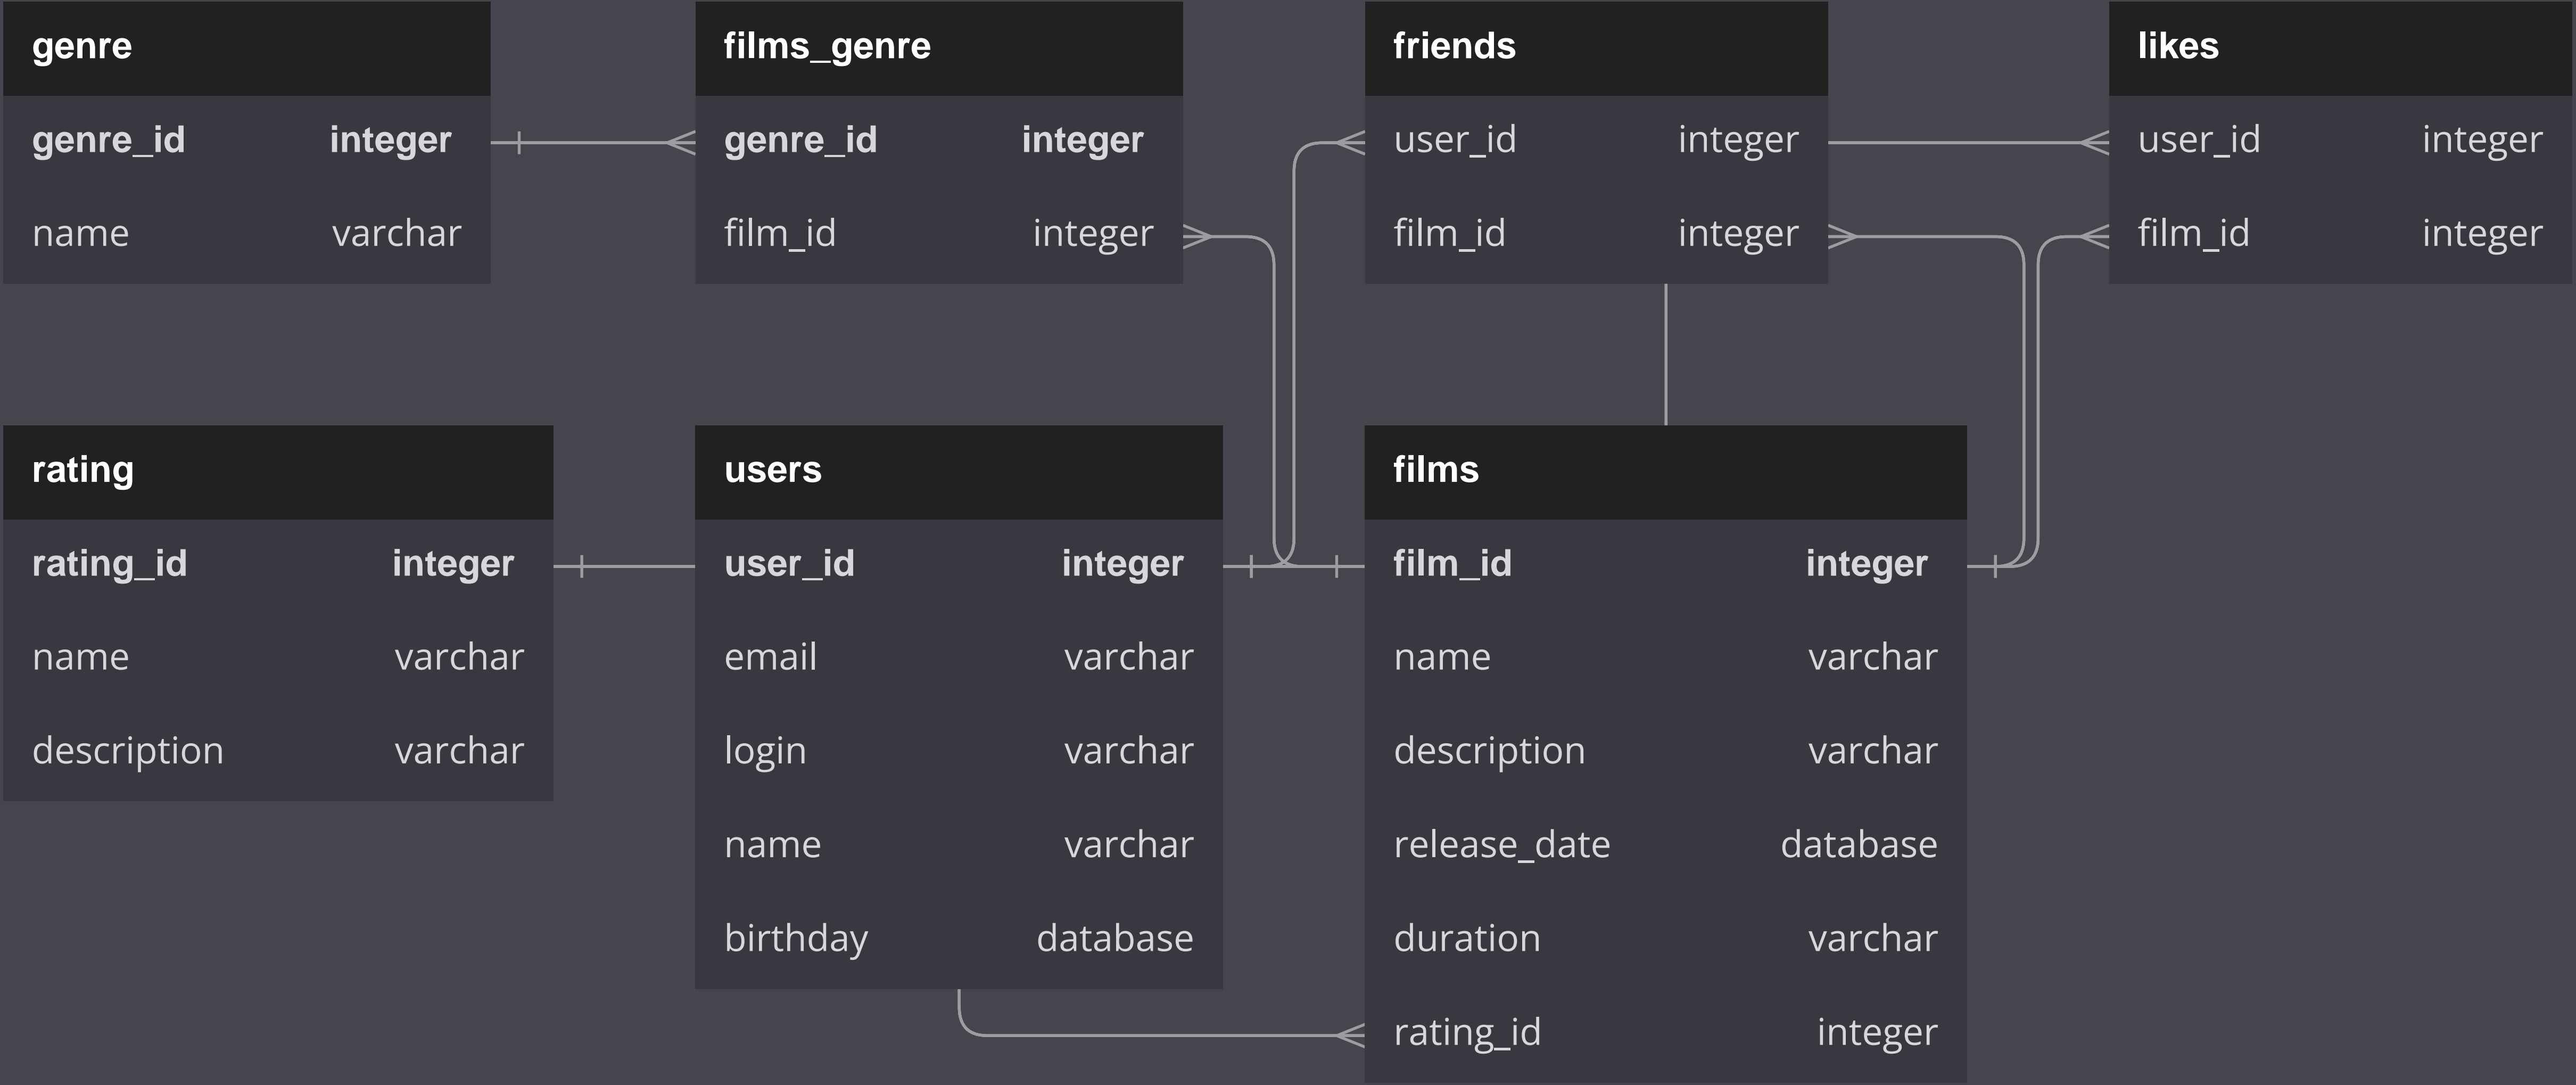 genre
genre_id integer
name varchar
films_genre
genre_id integer
film_id integer
friends
user_id integer
film_id integer
likes
user_id integer
film_id integer
rating
rating_id integer
name varchar
description varchar
users
user_id integer
email varchar
login varchar
name varchar
birthday database
films
film_id integer
name varchar
description varchar
release_date database
duration varchar
rating_id integer